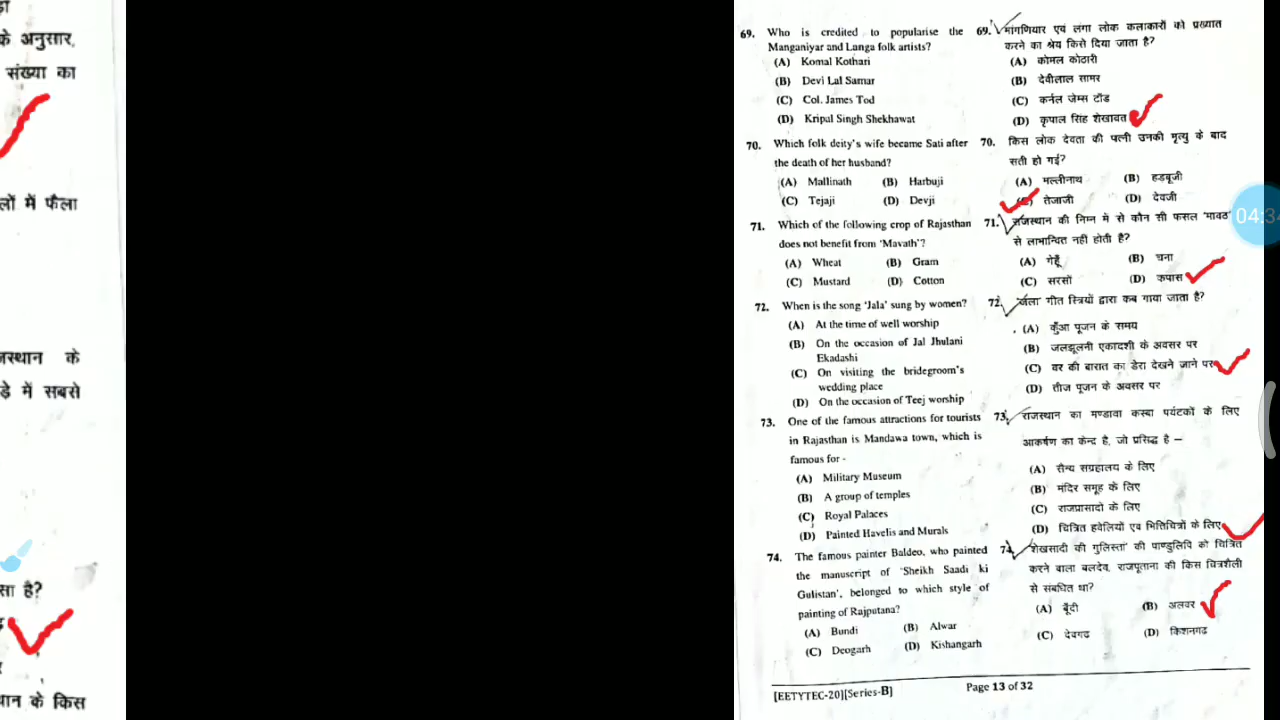 के अनुसार,
संख्या का
लों में फैला
जस्थान के
ड़े में सबसे
सा है?
थान के किस
69. Who is credited to popularise the
Manganiyar and Langa folk artists?
(A) Komal Kothari
(B) Devi Lal Samar
(C) Col. James Tod
(D) Kripal Singh Shekhawat
70. Which folk deity's wife became Sati after
the death of her husband?
(A) Mallinath (B) Harbuji
(C) Tejaji (D) Devji
71. Which of the following crop of Rajasthan
does not benefit from 'Mavath'?
(A) Wheat (B) Gram
(C) Mustard (D) Cotton
72. When is the song 'Jala' sung by women?
(A) At the time of well worship
(B) On the occasion of Jal Jhulani
Ekadashi
(C) On visiting the bridegroom's
wedding place
(D) On the occasion of Teej worship
73. One of the famous attractions for tourists
in Rajasthan is Mandawa town, which is
famous for -
(A) Military Museum
(B) A group of temples
(C) Royal Palaces
(D) Painted Havelis and Murals
74. The famous painter Baldeo, who painted
the manuscript of 'Sheikh Saadi ki
Gulistan', belonged to which style of
painting of Rajputana?
(A) Bundi (B) Alwar
(C) Deogarh (D) Kishangarh
69. मांगणियार एवं लंगा लोक कलाकारों को प्रख्यात
करने का श्रेय किसे दिया जाता है?
(A) कोमल कोठारी
(B) देवीलाल सामर
(C) कर्नल जेम्स टॉड
(D) कृपाल सिंह शेखावत
70. किस लोक देवता की पत्नी उनकी मृत्यु के बाद
सती हो गई?
(A) मल्लीनाथ (B) हडबूजी
(C) तेजाजी (D) देवजी
71. राजस्थान की निम्न में से कौन सी फसल 'मावठ'
से लाभान्वित नहीं होती है?
(A) गेहूँ (B) चना
(C) सरसों (D) कपास
72. 'जला' गीत स्त्रियों द्वारा कब गाया जाता है?
(A) कुँआ पूजन के समय
(B) जलझूलनी एकादशी के अवसर पर
(C) वर की बारात का डेरा देखने जाने पर
(D) तीज पूजन के अवसर पर
73. राजस्थान का मण्डावा कस्बा पर्यटकों के लिए
आकर्षण का केन्द्र है, जो प्रसिद्ध है –
(A) सैन्य संग्रहालय के लिए
(B) मंदिर समूह के लिए
(C) राजप्रासादों के लिए
(D) चित्रित हवेलियों एवं भित्तिचित्रों के लिए
74. 'शेखसादी की गुलिस्तां' की पाण्डुलिपि को चित्रित
करने वाला बलदेव, राजपूताना की किस चित्रशैली
से संबंधित था?
(A) बूँदी (B) अलवर
(C) देवगढ (D) किशनगढ
[EETYTEC-20][Series-B] Page 13 of 32